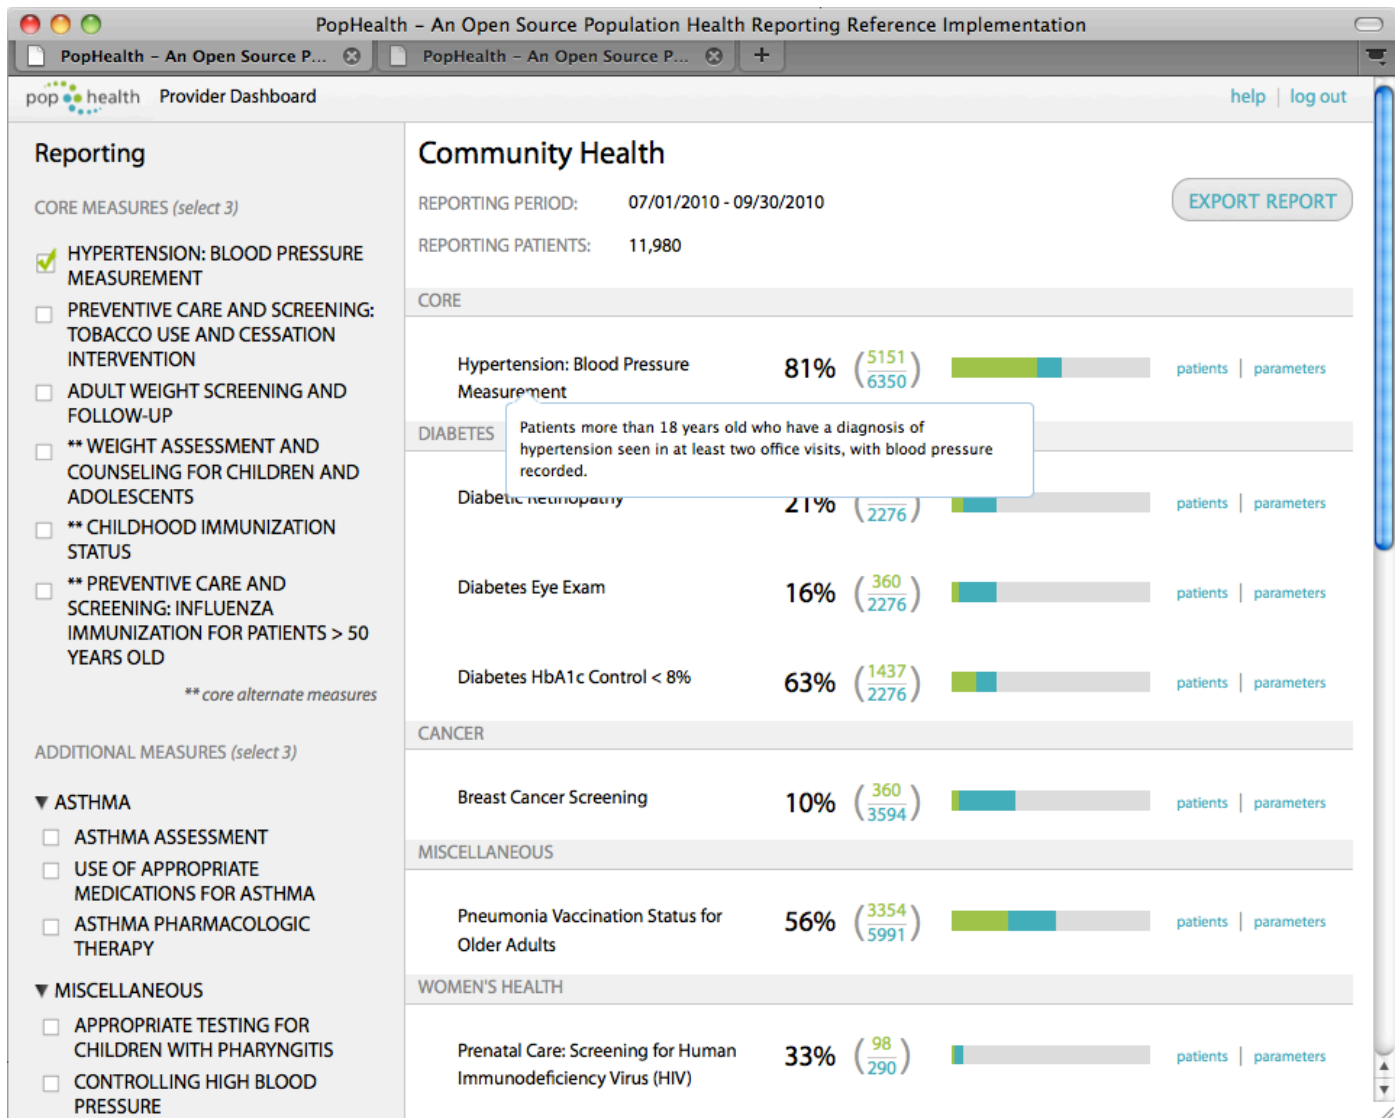 PopHealth – An Open Source Population Health Reporting Reference Implementation
PopHealth – An Open Source P...
PopHealth – An Open Source P...
+
pop health
Provider Dashboard
help | log out
Reporting
CORE MEASURES (select 3)
HYPERTENSION: BLOOD PRESSURE
MEASUREMENT
PREVENTIVE CARE AND SCREENING:
TOBACCO USE AND CESSATION
INTERVENTION
ADULT WEIGHT SCREENING AND
FOLLOW-UP
** WEIGHT ASSESSMENT AND
COUNSELING FOR CHILDREN AND
ADOLESCENTS
** CHILDHOOD IMMUNIZATION
STATUS
** PREVENTIVE CARE AND
SCREENING: INFLUENZA
IMMUNIZATION FOR PATIENTS > 50
YEARS OLD
** core alternate measures
ADDITIONAL MEASURES (select 3)
▼ ASTHMA
ASTHMA ASSESSMENT
USE OF APPROPRIATE
MEDICATIONS FOR ASTHMA
ASTHMA PHARMACOLOGIC
THERAPY
▼ MISCELLANEOUS
APPROPRIATE TESTING FOR
CHILDREN WITH PHARYNGITIS
CONTROLLING HIGH BLOOD
PRESSURE
Community Health
REPORTING PERIOD: 07/01/2010 - 09/30/2010
EXPORT REPORT
REPORTING PATIENTS: 11,980
CORE
Hypertension: Blood Pressure
Measurement
81% (5151
6350)
patients | parameters
Patients more than 18 years old who have a diagnosis of
hypertension seen in at least two office visits, with blood pressure
recorded.
DIABETES
Diabetic Retinopathy
21% (2276)
patients | parameters
Diabetes Eye Exam
16% (360
2276)
patients | parameters
Diabetes HbA1c Control < 8%
63% (1437
2276)
patients | parameters
CANCER
Breast Cancer Screening
10% (360
3594)
patients | parameters
MISCELLANEOUS
Pneumonia Vaccination Status for
Older Adults
56% (3354
5991)
patients | parameters
WOMEN'S HEALTH
Prenatal Care: Screening for Human
Immunodeficiency Virus (HIV)
33% (98
290)
patients | parameters